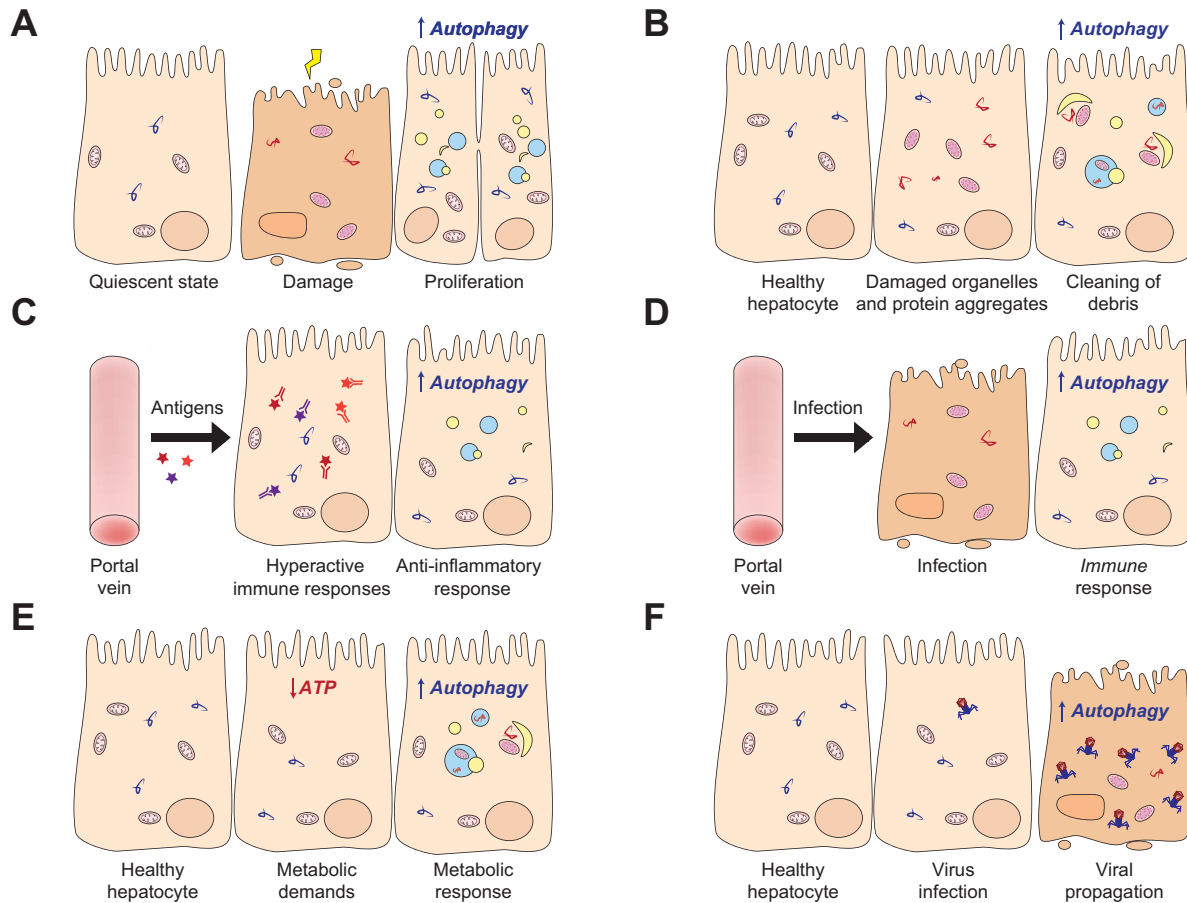 A
↑ Autophagy
Quiescent state
Damage
Proliferation
B
↑ Autophagy
Healthy
hepatocyte
Damaged organelles
and protein aggregates
Cleaning of
debris
C
Antigens
↑ Autophagy
Portal
vein
Hyperactive
immune responses
Anti-inflammatory
response
D
Infection
↑ Autophagy
Portal
vein
Infection
Immune
response
E
↓ATP
↑ Autophagy
Healthy
hepatocyte
Metabolic
demands
Metabolic
response
F
↑ Autophagy
Healthy
hepatocyte
Virus
infection
Viral
propagation